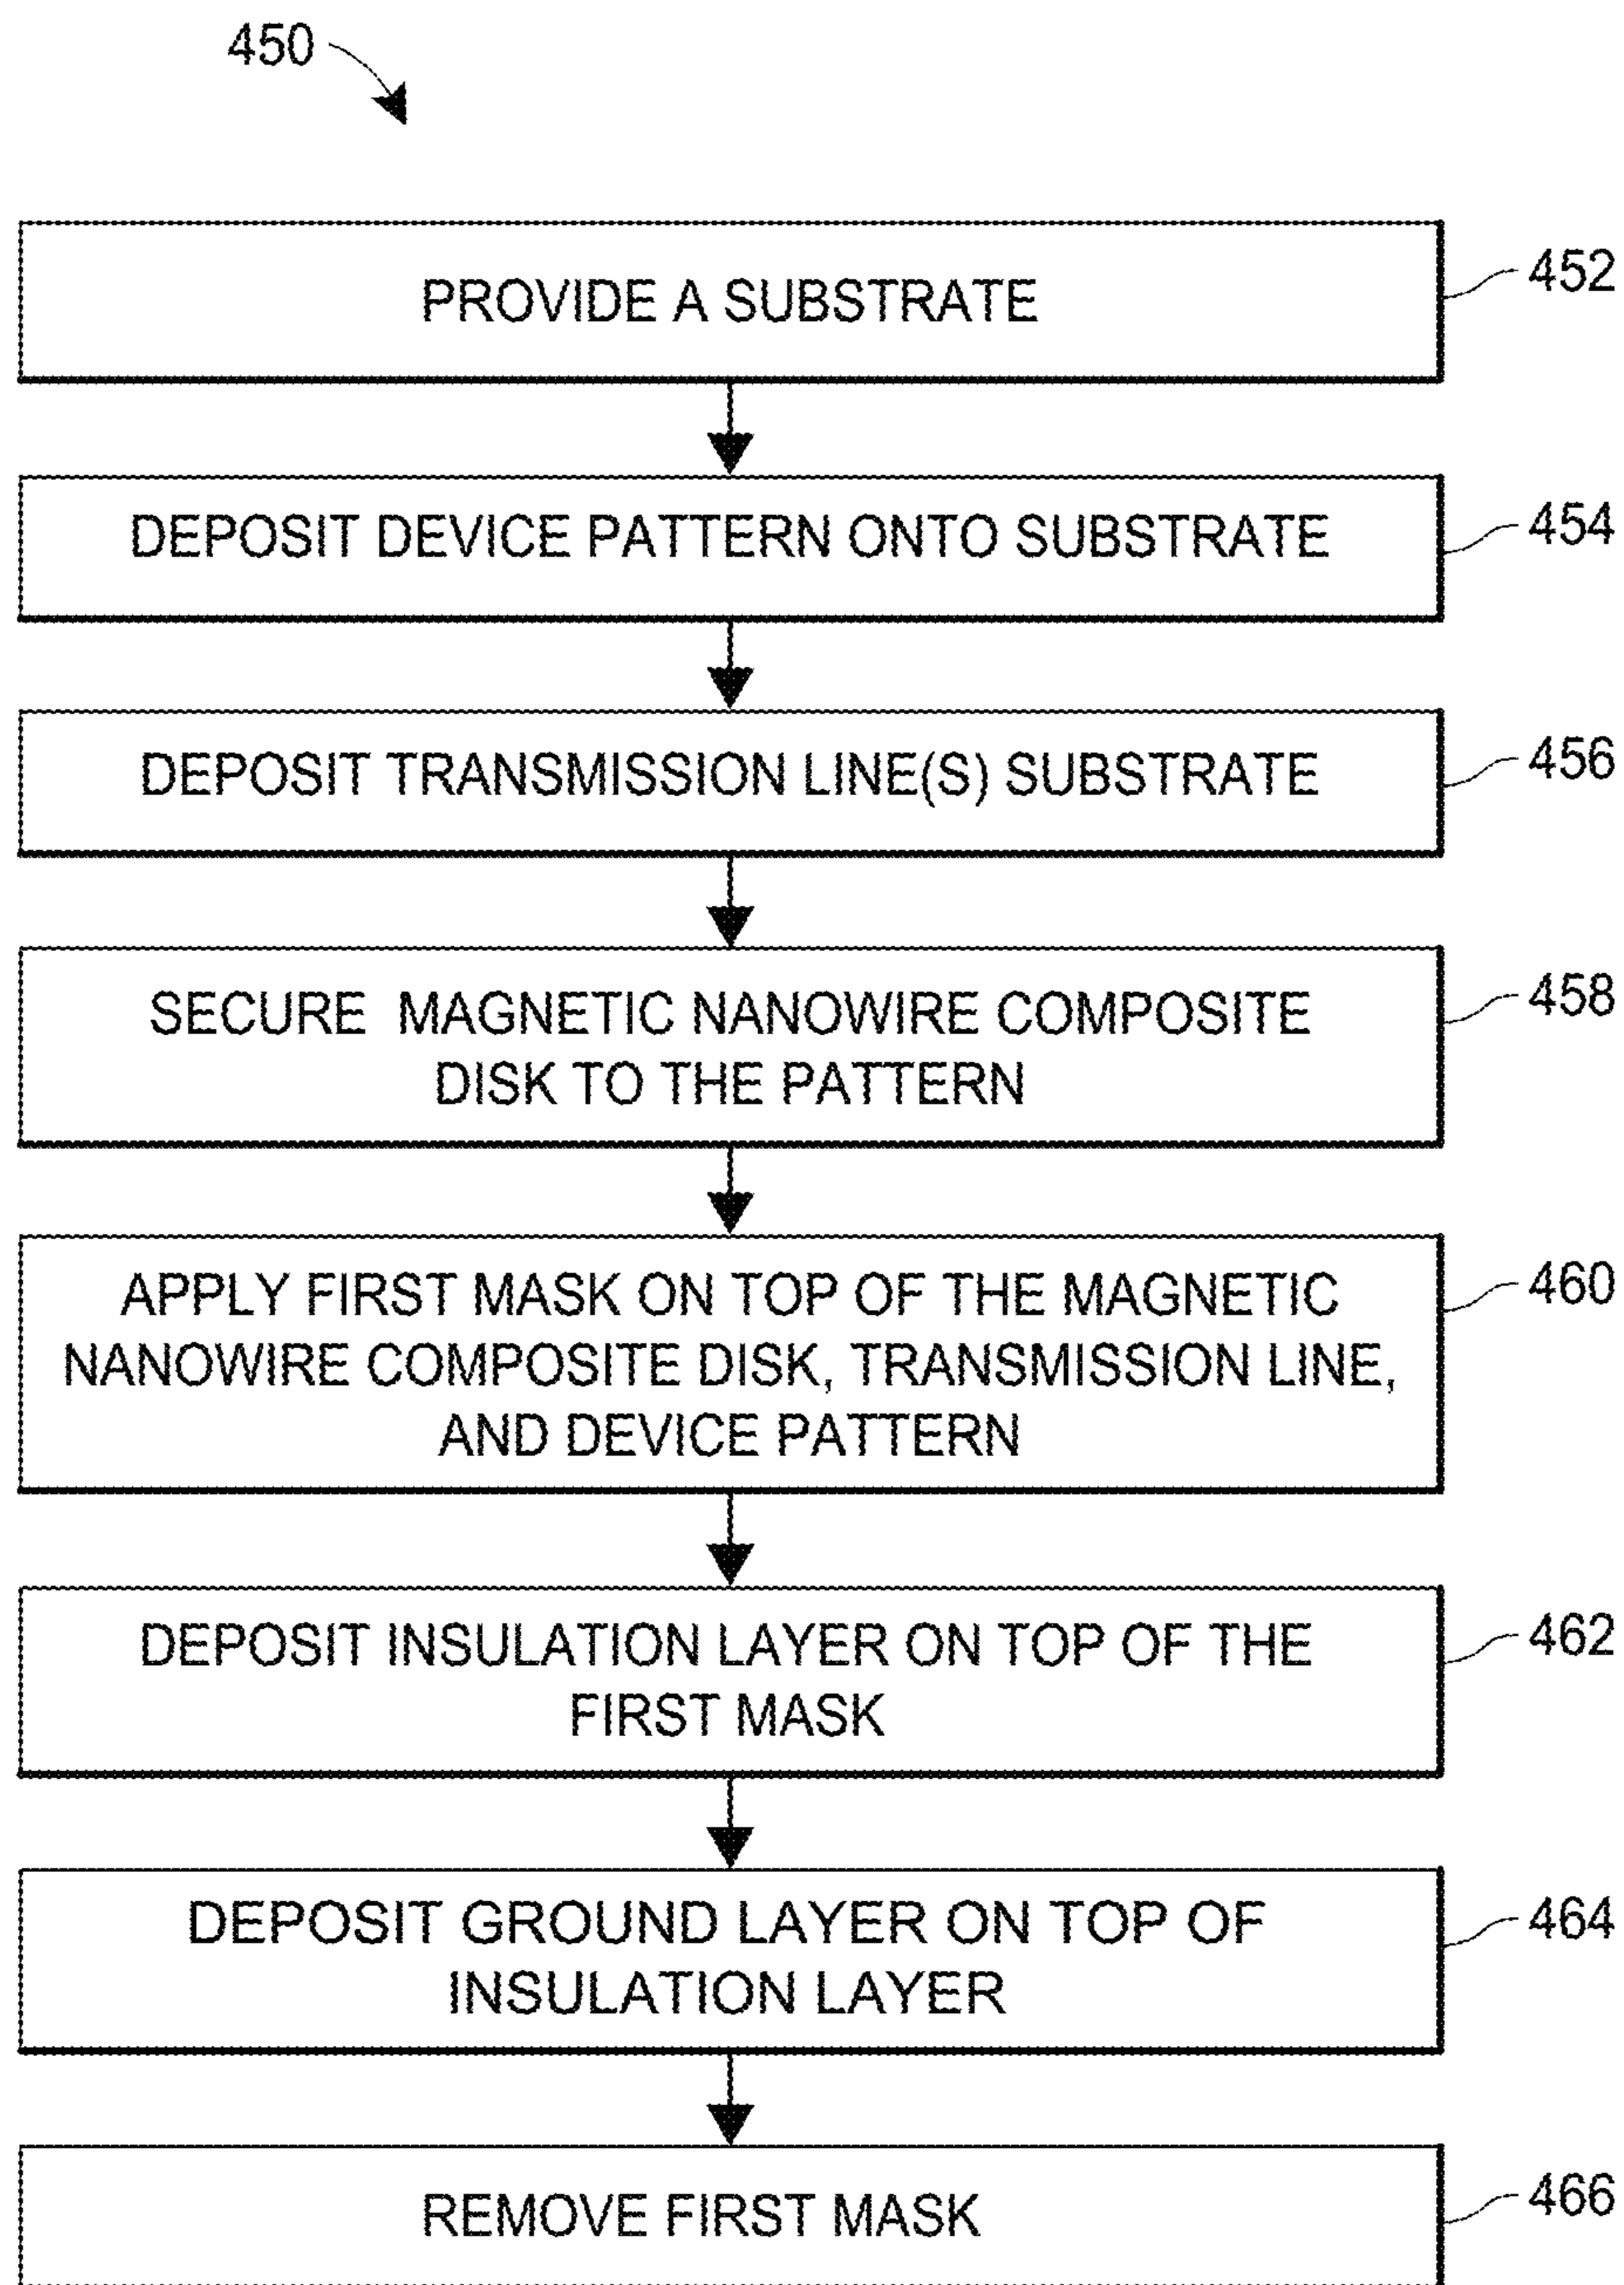 450
PROVIDE A SUBSTRATE
452
DEPOSIT DEVICE PATTERN ONTO SUBSTRATE
454
DEPOSIT TRANSMISSION LINE(S) SUBSTRATE
456
SECURE MAGNETIC NANOWIRE COMPOSITE
DISK TO THE PATTERN
458
APPLY FIRST MASK ON TOP OF THE MAGNETIC
NANOWIRE COMPOSITE DISK, TRANSMISSION LINE,
AND DEVICE PATTERN
460
DEPOSIT INSULATION LAYER ON TOP OF THE
FIRST MASK
462
DEPOSIT GROUND LAYER ON TOP OF
INSULATION LAYER
464
REMOVE FIRST MASK
466